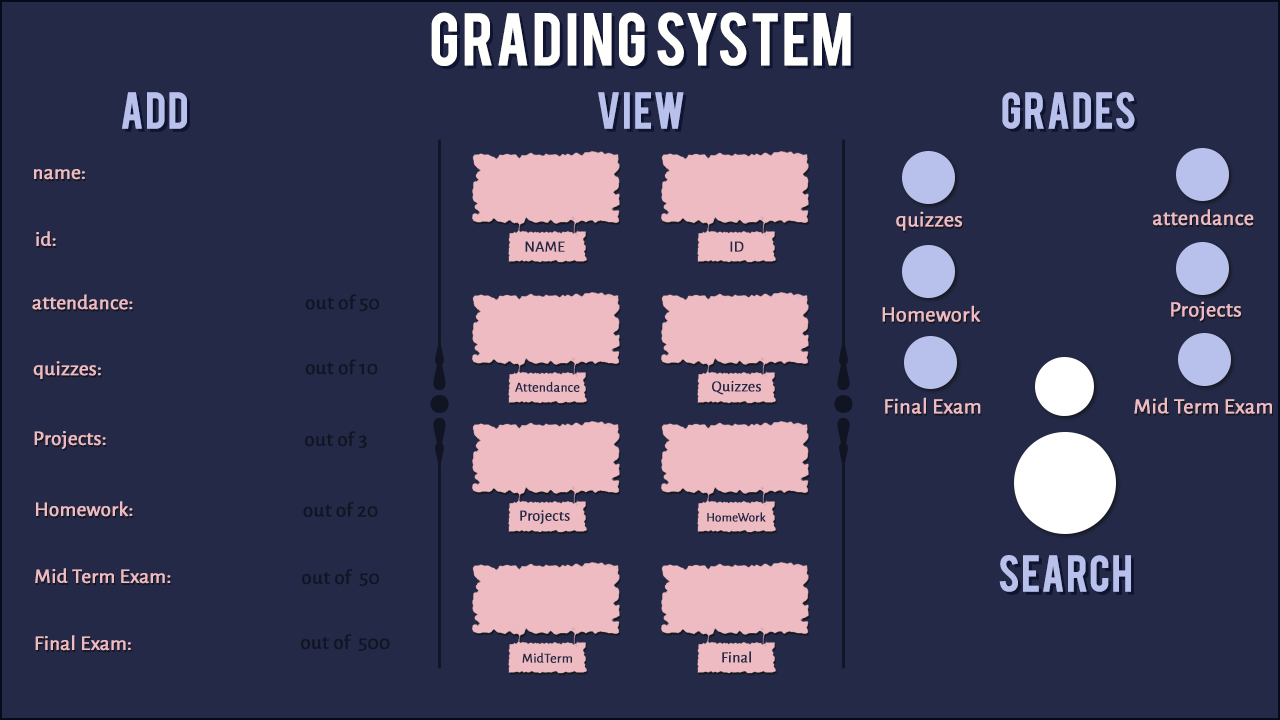 GRADING SYSTEM
ADD
name:
id:
attendance: out of 50
quizzes: out of 10
Projects: out of 3
Homework: out of 20
Mid Term Exam: out of 50
Final Exam: out of 500
VIEW
NAME ID
Attendance Quizzes
Projects HomeWork
MidTerm Final
GRADES
quizzes attendance
Homework Projects
Final Exam Mid Term Exam
SEARCH